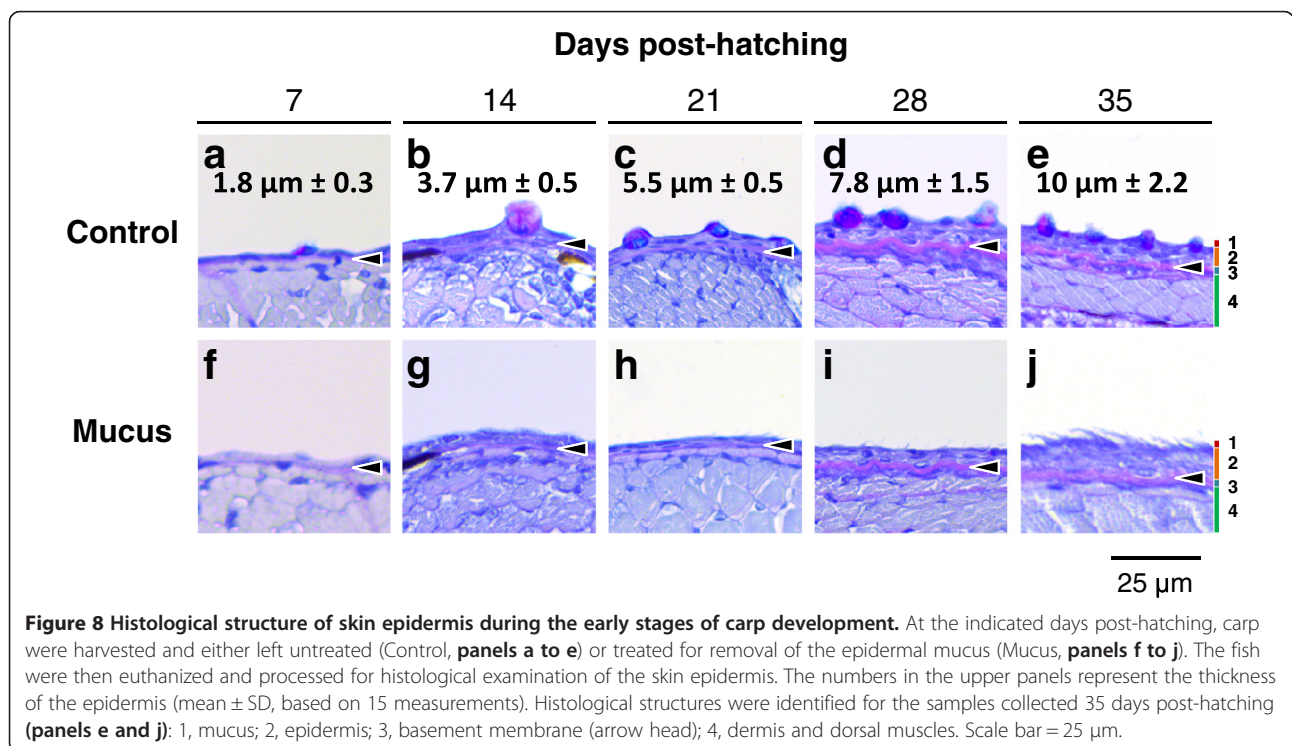 Days post-hatching
7 14 21 28 35
Control
a b c d e
1.8 µm ± 0.3 3.7 µm ± 0.5 5.5 µm ± 0.5 7.8 µm ± 1.5 10 µm ± 2.2
1
2
3
4
Mucus
f g h i j
1
2
3
4
25 µm
Figure 8 Histological structure of skin epidermis during the early stages of carp development. At the indicated days post-hatching, carp
were harvested and either left untreated (Control, panels a to e) or treated for removal of the epidermal mucus (Mucus, panels f to j). The fish
were then euthanized and processed for histological examination of the skin epidermis. The numbers in the upper panels represent the thickness
of the epidermis (mean ± SD, based on 15 measurements). Histological structures were identified for the samples collected 35 days post-hatching
(panels e and j): 1, mucus; 2, epidermis; 3, basement membrane (arrow head); 4, dermis and dorsal muscles. Scale bar = 25 µm.